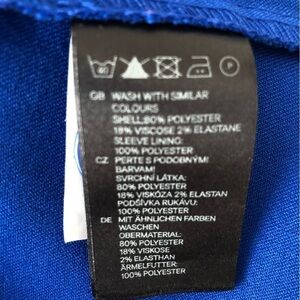 40 P
GB WASH WITH SIMILAR
COLOURS
SHELL:80% POLYESTER
18% VISCOSE 2% ELASTANE
SLEEVE LINING:
100% POLYESTER
CZ PERTE S PODOBNÝMI
BARVAMI
SVRCHNÍ LÁTKA:
80% POLYESTER
18% VISKÓZA 2% ELASTAN
PODŠÍVKA RUKÁVU:
100% POLYESTER
DE MIT ÄHNLICHEN FARBEN
WASCHEN
OBERMATERIAL:
80% POLYESTER
18% VISKOSE
2% ELASTHAN
ÄRMELFUTTER:
100% POLYESTER